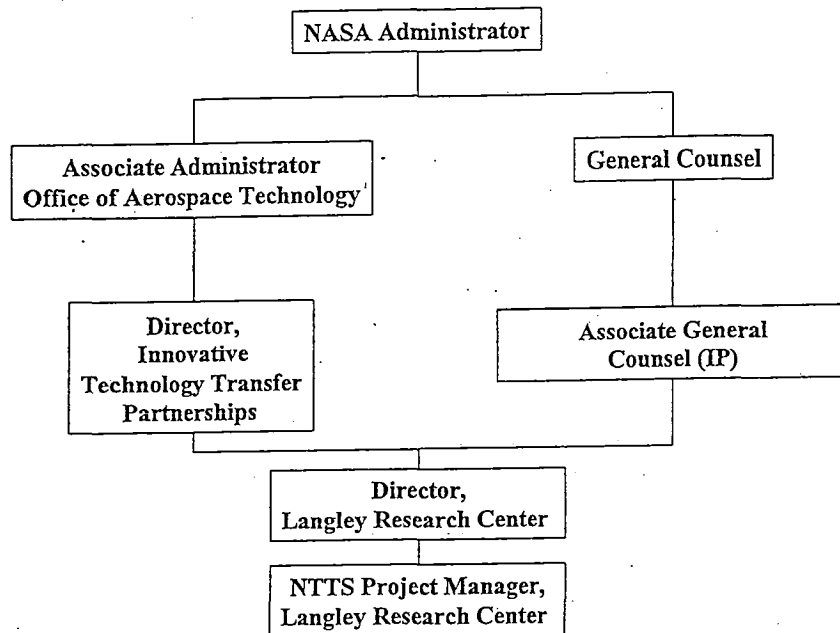 NASA Administrator
Associate Administrator
Office of Aerospace Technology
General Counsel
Director,
Innovative
Technology Transfer
Partnerships
Associate General
Counsel (IP)
Director,
Langley Research Center
NTTS Project Manager,
Langley Research Center